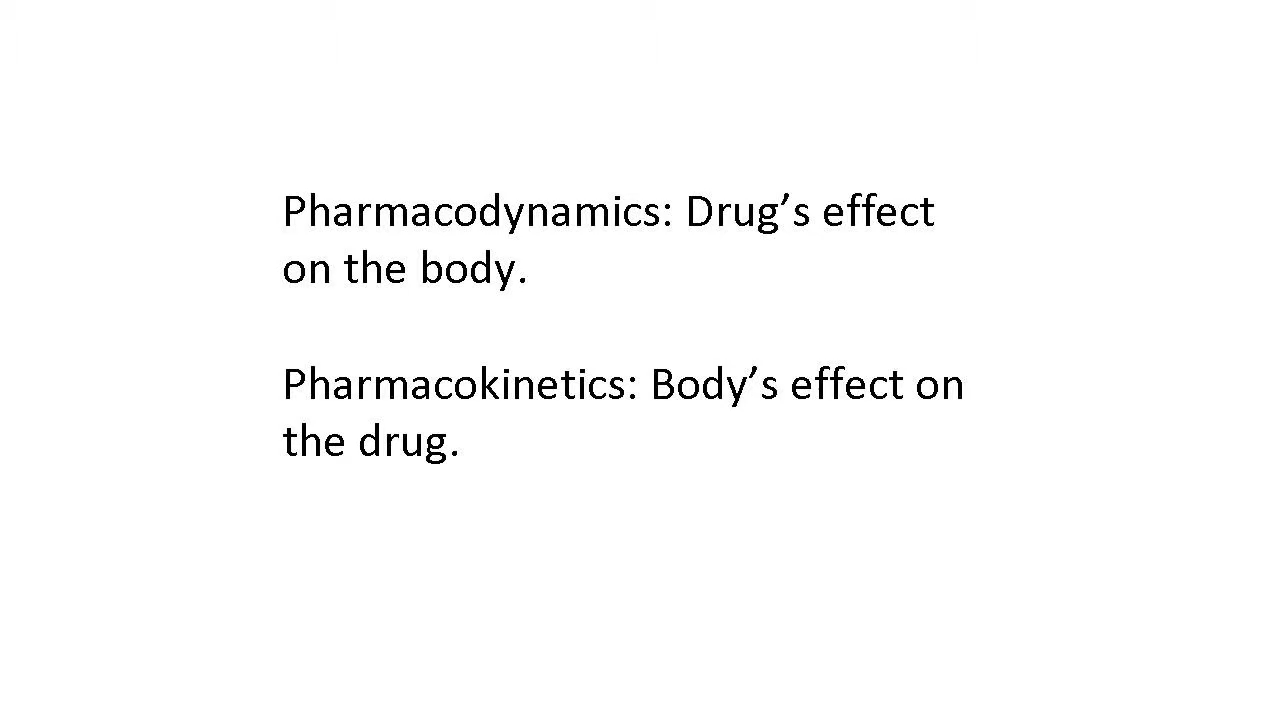 Pharmacodynamics: Drug’s effect
on the body.
Pharmacokinetics: Body’s effect on
the drug.